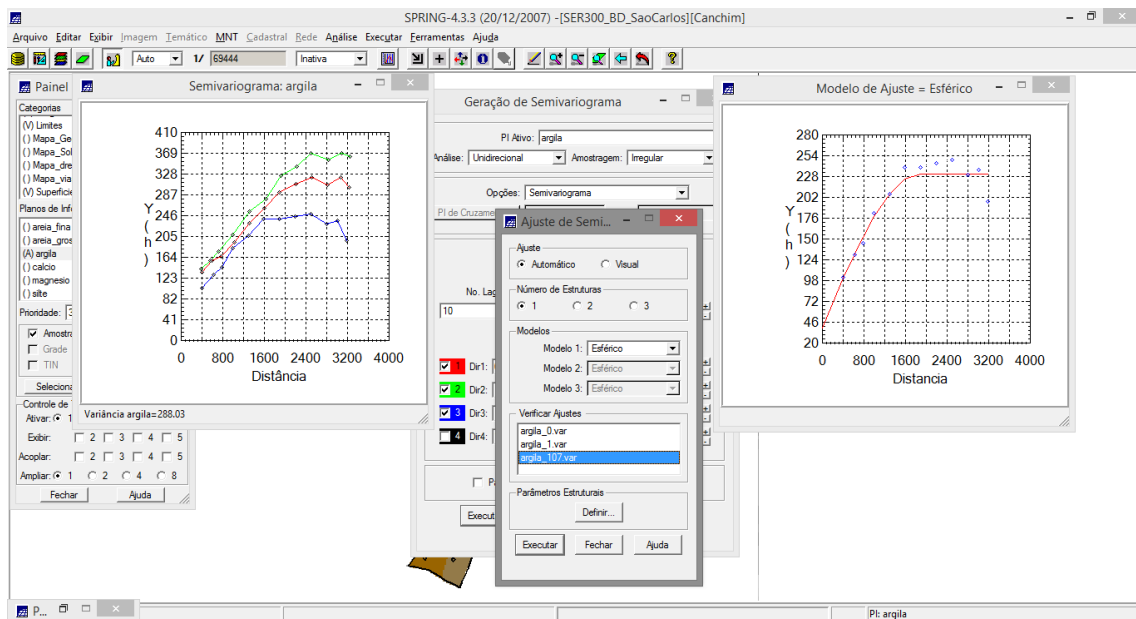 SPRING-4.3.3 (20/12/2007) -[SER300_BD_SaoCarlos][Canchim]
Arquivo Editar Exibir Imagem Temático MNT Cadastral Rede Análise Executar Ferramentas Ajuda
Auto 1/ 69444 Inativa
Painel
Categorias
(V) Limites
( ) Mapa_Ge
( ) Mapa_Sol
( ) Mapa_dre
( ) Mapa_via
(V) Superficie
Planos de Inf
( ) areia_fina
( ) areia_gros
(A) argila
( ) calcio
( ) magnesio
( ) silte
Prioridade: 3
Amostra
Grade
TIN
Seleciona
Controle de
Ativar: 1
Exibir: 2 3 4 5
Acoplar: 2 3 4 5
Ampliar: 1 2 4 8
Fechar Ajuda
Semivariograma: argila
410
369
328
287
246
205
164
123
82
41
0
Y
(
h
)
0 800 1600 2400 3200 4000
Distância
Variância argila=288.03
Geração de Semivariograma
PI Ativo: argila
Análise: Unidirecional Amostragem: Irregular
Opções: Semivariograma
PI de Cruzame
No. Lag
10
1 Dir1:
2 Dir2:
3 Dir3:
4 Dir4:
Execut
Ajuste de Semi...
Ajuste
Automático Visual
Número de Estruturas
1 2 3
Modelos
Modelo 1: Esférico
Modelo 2: Esférico
Modelo 3: Esférico
Verificar Ajustes
argila_0.var
argila_1.var
argila_107.var
Parâmetros Estruturais
Definir...
Executar Fechar Ajuda
Modelo de Ajuste = Esférico
280
254
228
202
176
150
124
98
72
46
20
Y
(
h
)
0 800 1600 2400 3200 4000
Distancia
P...
PI: argila